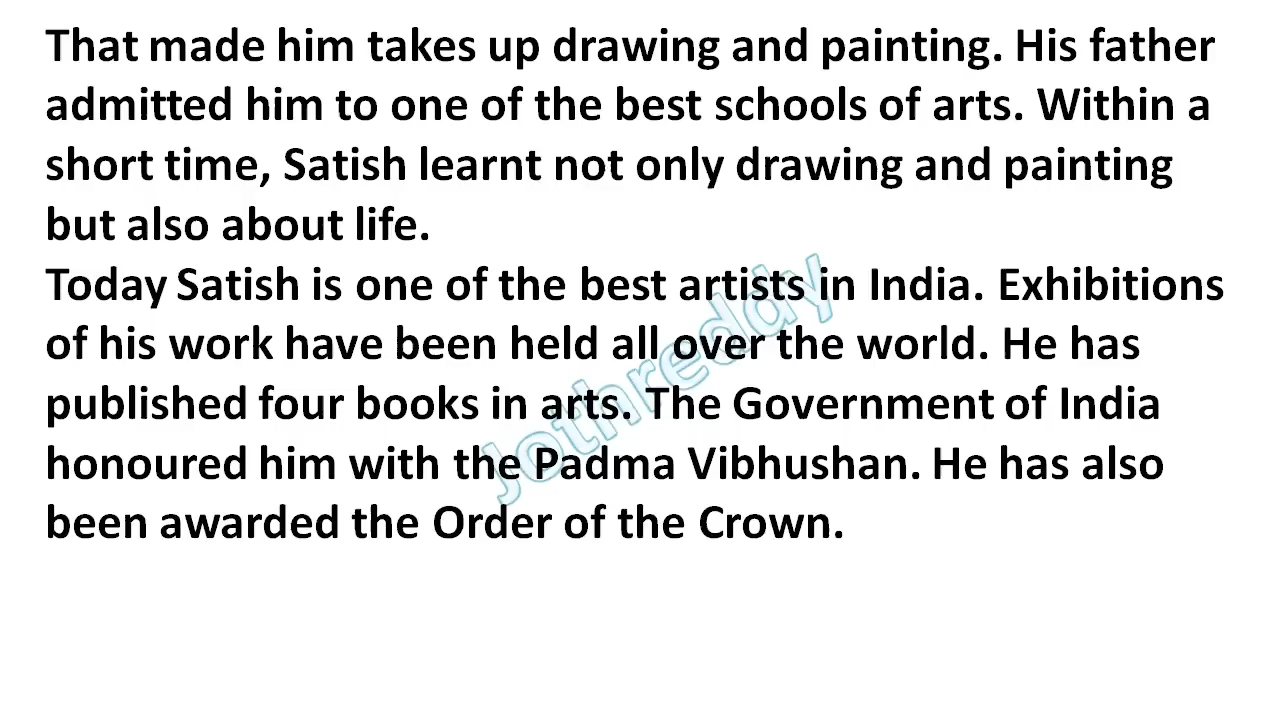 That made him takes up drawing and painting. His father
admitted him to one of the best schools of arts. Within a
short time, Satish learnt not only drawing and painting
but also about life.
Today Satish is one of the best artists in India. Exhibitions
of his work have been held all over the world. He has
published four books in arts. The Government of India
honoured him with the Padma Vibhushan. He has also
been awarded the Order of the Crown.
Jothreddy